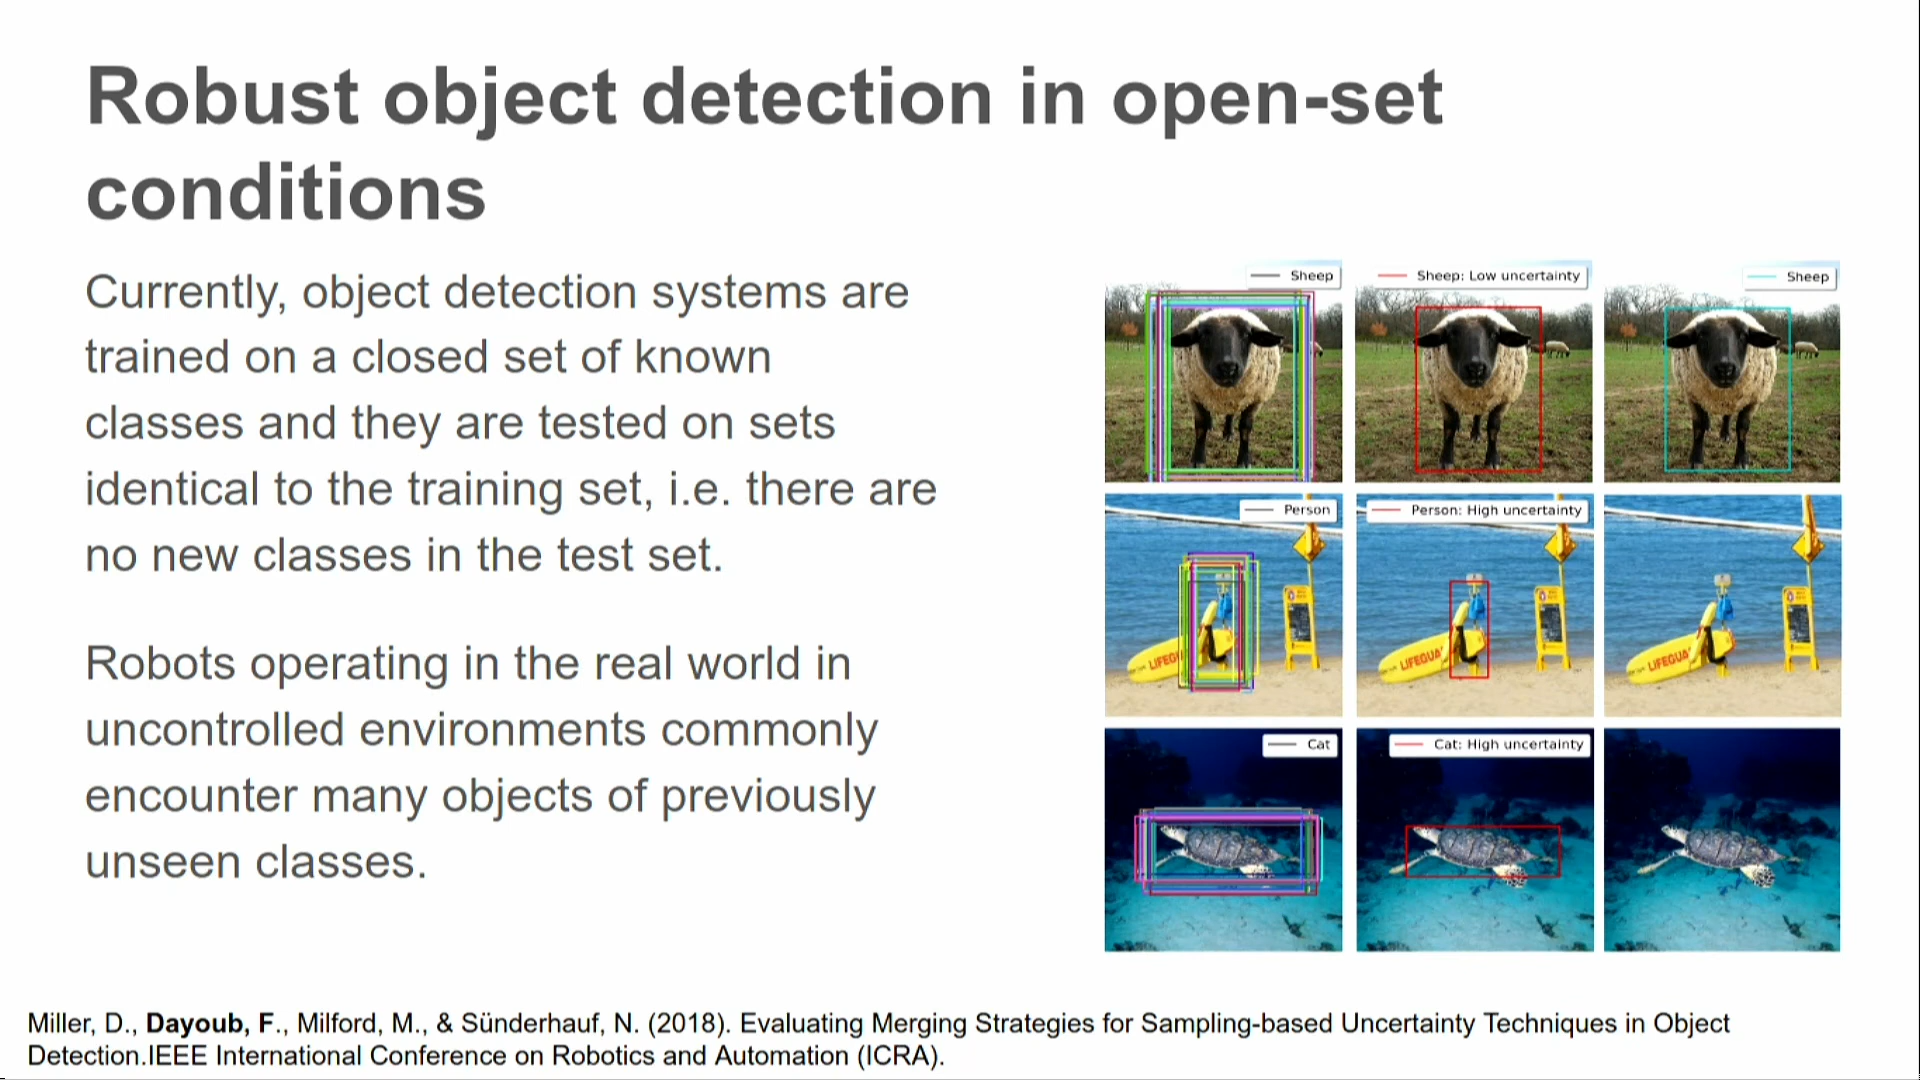 Robust object detection in open-set
conditions
Currently, object detection systems are
trained on a closed set of known
classes and they are tested on sets
identical to the training set, i.e. there are
no new classes in the test set.
Robots operating in the real world in
uncontrolled environments commonly
encounter many objects of previously
unseen classes.
Sheep
Sheep: Low uncertainty
Sheep
Person
Person: High uncertainty
LIFEGUA
LIFEGUA
LIFEGUA
Cat
Cat: High uncertainty
Miller, D., Dayoub, F., Milford, M., & Sünderhauf, N. (2018). Evaluating Merging Strategies for Sampling-based Uncertainty Techniques in Object
Detection.IEEE International Conference on Robotics and Automation (ICRA).